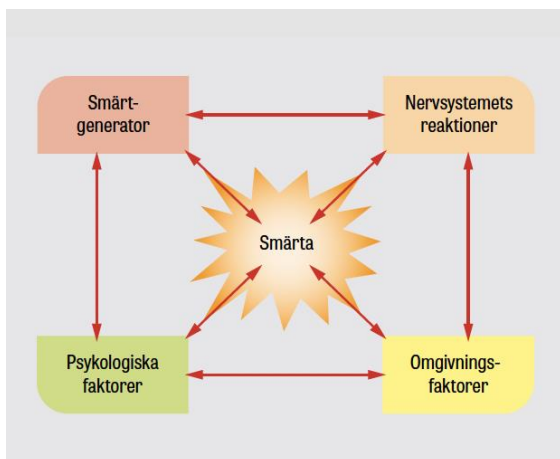 Smärt-
generator
Nervsystemets
reaktioner
Smärta
Psykologiska
faktorer
Omgivnings-
faktorer